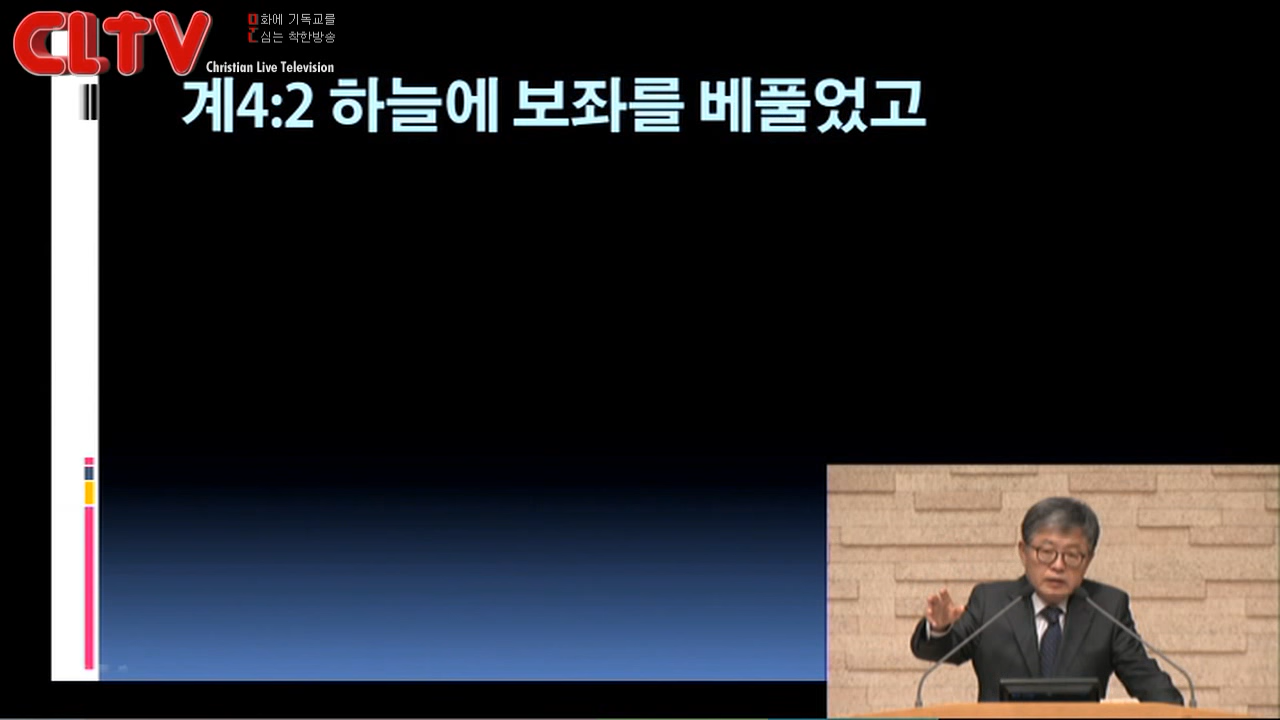 CLTV
문화에 기독교를
심는 착한방송
Christian Live Television
계4:2 하늘에 보좌를 베풀었고